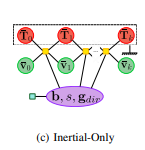 T̄₀ T̄ᵢ T̄ₖ
v̄₀ v̄ᵢ v̄ₖ
b, s, g_dir
(c) Inertial-Only